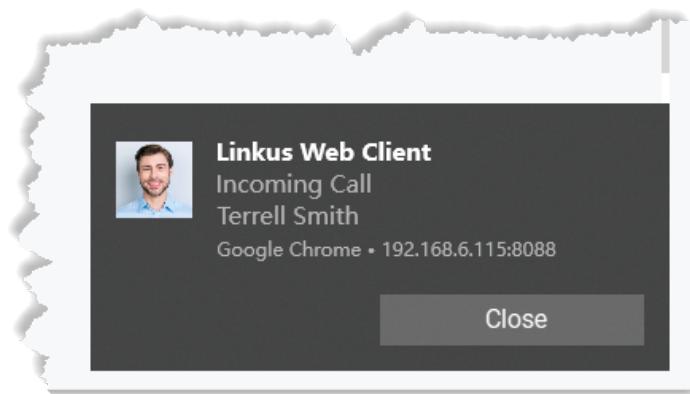 Linkus Web Client
Incoming Call
Terrell Smith
Google Chrome • 192.168.6.115:8088
Close